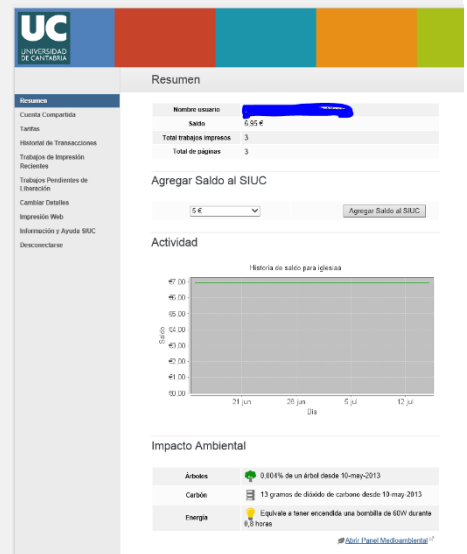 UC
UNIVERSIDAD
DE CANTABRIA
Resumen
Resumen
Cuenta Compartida
Tarifas
Historial de Transacciones
Trabajos de Impresión
Recientes
Trabajos Pendientes de
Liberación
Cambiar Detalles
Impresión Web
Información y Ayuda SIUC
Desconectarse
Nombre usuario
Saldo 6,95 €
Total trabajos impresos 3
Total de páginas 3
Agregar Saldo al SIUC
5 € Agregar Saldo al SIUC
Actividad
Historia de saldo para iglesiaa
€7.00
€6.00
€5.00
€4.00
€3.00
€2.00
€1.00
€0.00
Saldo
21 jun 28 jun 5 jul 12 jul
Día
Impacto Ambiental
Árboles 0,004% de un árbol desde 10-may-2013
Carbón 13 gramos de dióxido de carbono desde 10-may-2013
Energía Equivale a tener encendida una bombilla de 60W durante
0,8 horas
Abrir Panel Medioambiental